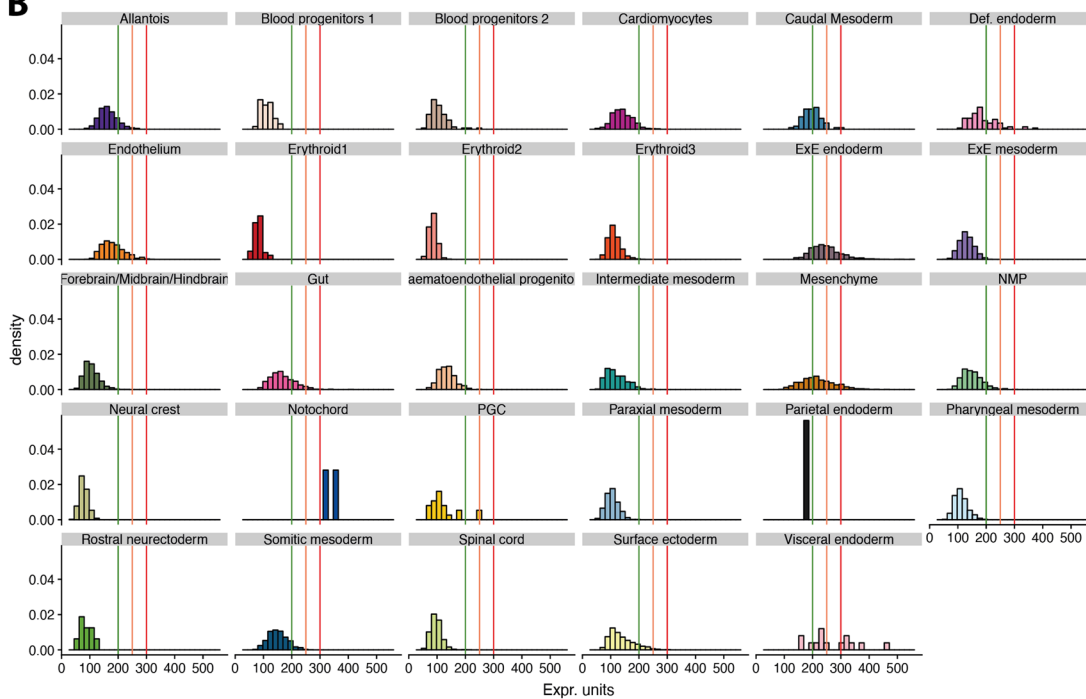 B
Allantois Blood progenitors 1 Blood progenitors 2 Cardiomyocytes Caudal Mesoderm Def. endoderm
0.04
0.02
0.00
Endothelium Erythroid1 Erythroid2 Erythroid3 ExE endoderm ExE mesoderm
0.04
0.02
0.00
Forebrain/Midbrain/Hindbrain Gut aematoendothelial progenito Intermediate mesoderm Mesenchyme NMP
0.04
0.02
0.00
Neural crest Notochord PGC Paraxial mesoderm Parietal endoderm Pharyngeal mesoderm
0.04
0.02
0.00
0 100 200 300 400 500
Rostral neurectoderm Somitic mesoderm Spinal cord Surface ectoderm Visceral endoderm
0.04
0.02
0.00
0 100 200 300 400 500 0 100 200 300 400 500 0 100 200 300 400 500 0 100 200 300 400 500 0 100 200 300 400 500
Expr. units
density